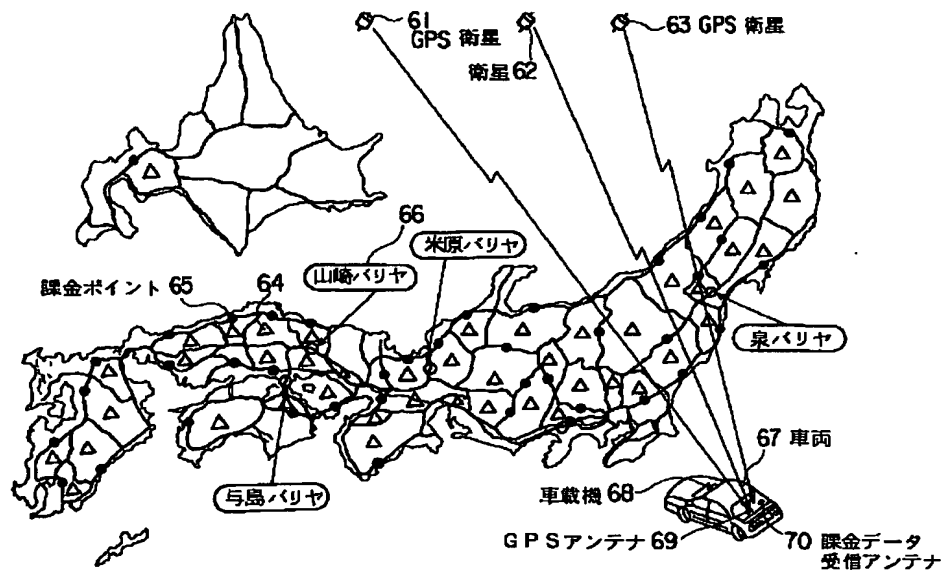 61
GPS 衛星
衛星62
63 GPS 衛星
66
米原バリヤ
山崎バリヤ
課金ポイント 65
64
泉バリヤ
与島バリヤ
67 車両
車載機 68
GPSアンテナ 69
70 課金データ
受信アンテナ